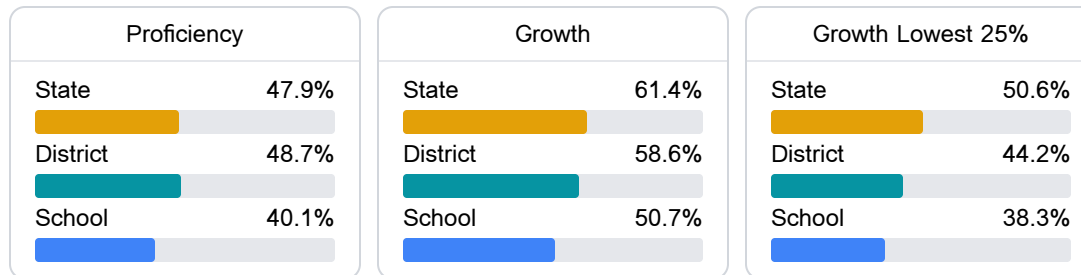 Proficiency
State 47.9%
District 48.7%
School 40.1%
Growth
State 61.4%
District 58.6%
School 50.7%
Growth Lowest 25%
State 50.6%
District 44.2%
School 38.3%